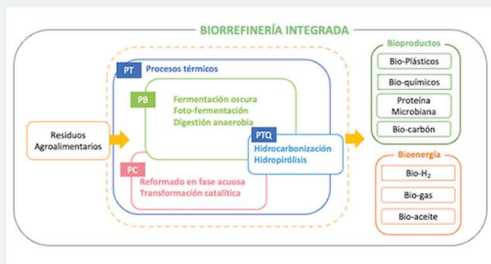 BIORREFINERÍA INTEGRADA
Residuos
Agroalimentarios
PT
Procesos térmicos
PB
Fermentación oscura
Foto-fermentación
Digestión anaerobia
PTQ
Hidrocarbonización
Hidropirólisis
PC
Reformado en fase acuosa
Transformación catalítica
Bioproductos
Bio-Plásticos
Bio-químicos
Proteína
Microbiana
Bio-carbón
Bioenergía
Bio-H₂
Bio-gas
Bio-aceite